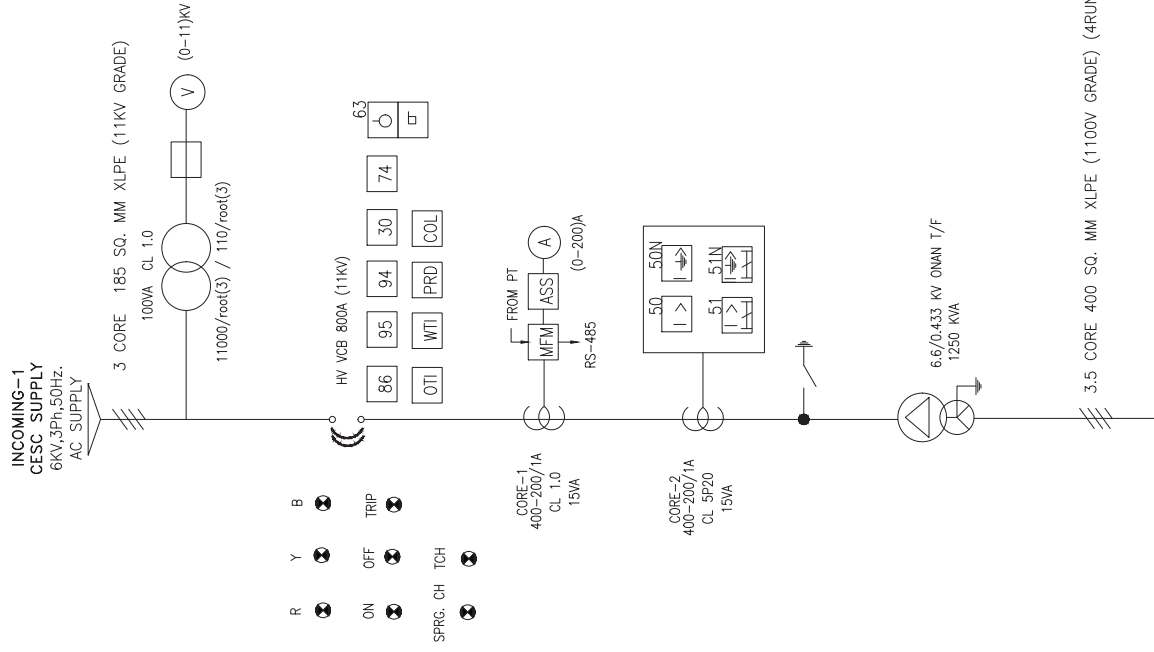 INCOMING-1
CESC SUPPLY
6KV,3Ph,50Hz.
AC SUPPLY
3 CORE 185 SQ. MM XLPE (11KV GRADE)
100VA CL 1.0
11000/root(3) / 110/root(3)
V
(0-11)KV
HV VCB 800A (11KV)
86 95 94 30 74 63
OTI WTI PRD COL
R Y B
ON OFF TRIP
SPRG. CH TCH
CORE-1
400-200/1A
CL 1.0
15VA
FROM PT
MFM ASS A
RS-485
(0-200)A
CORE-2
400-200/1A
CL 5P20
15VA
50 50N
I > I
51 51N
I> I
6.6/0.433 KV ONAN T/F
1250 KVA
3.5 CORE 400 SQ. MM XLPE (1100V GRADE) (4RUN